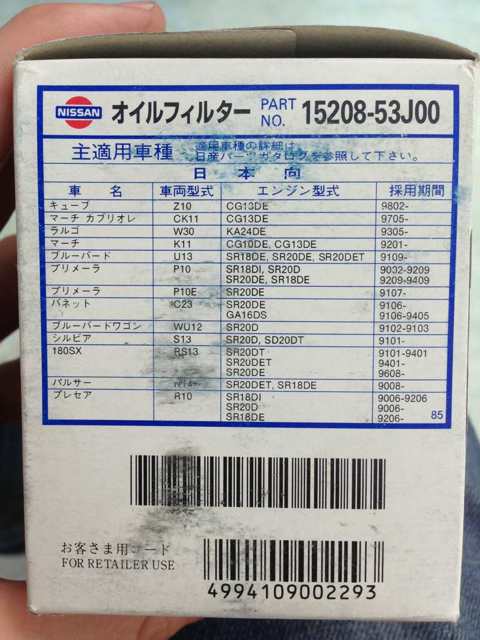 NISSAN オイルフィルター PART NO. 15208-53J00
主適用車種 適用車種の詳細は、
日産パーツカタログを参照して下さい。
日本向
車名 車両型式 エンジン型式 採用期間
キューブ Z10 CG13DE 9802-
マーチ カブリオレ CK11 CG13DE 9705-
ラルゴ W30 KA24DE 9305-
マーチ K11 CG10DE, CG13DE 9201-
ブルーバード U13 SR18DE, SR20DE, SR20DET 9109-
プリメーラ P10 SR18DI, SR20D 9032-9209
SR20DE, SR18DE 9209-9409
プリメーラ P10E SR20DE 9107-
バネット C23 SR20DE 9106-
GA16DS 9106-9405
ブルーバードワゴン WU12 SR20D 9102-9103
シルビア S13 SR20D, SD20DT 9101-
180SX RS13 SR20DT 9101-9401
SR20DET 9401-
SR20DE 9608-
パルサー SR20DET, SR18DE 9008-
プレセア R10 SR18DI 9006-9206
SR20D 9006-
SR18DE 9206- 85
お客さま用コード
FOR RETAILER USE
4994109002293